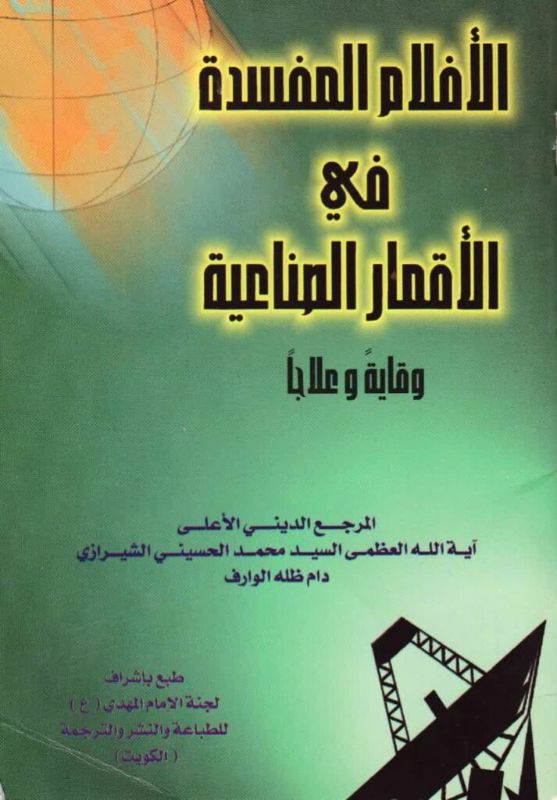 الأفلام المفسدة
في
الأقمار الصناعية
وقايةً و علاجاً
المرجع الديني الأعلى
آية الله العظمى السيد محمد الحسيني الشيرازي
دام ظله الوارف
طبع بإشراف
لجنة الامام المهدي (ع)
للطباعة والنشر والترجمة
(الكويت)